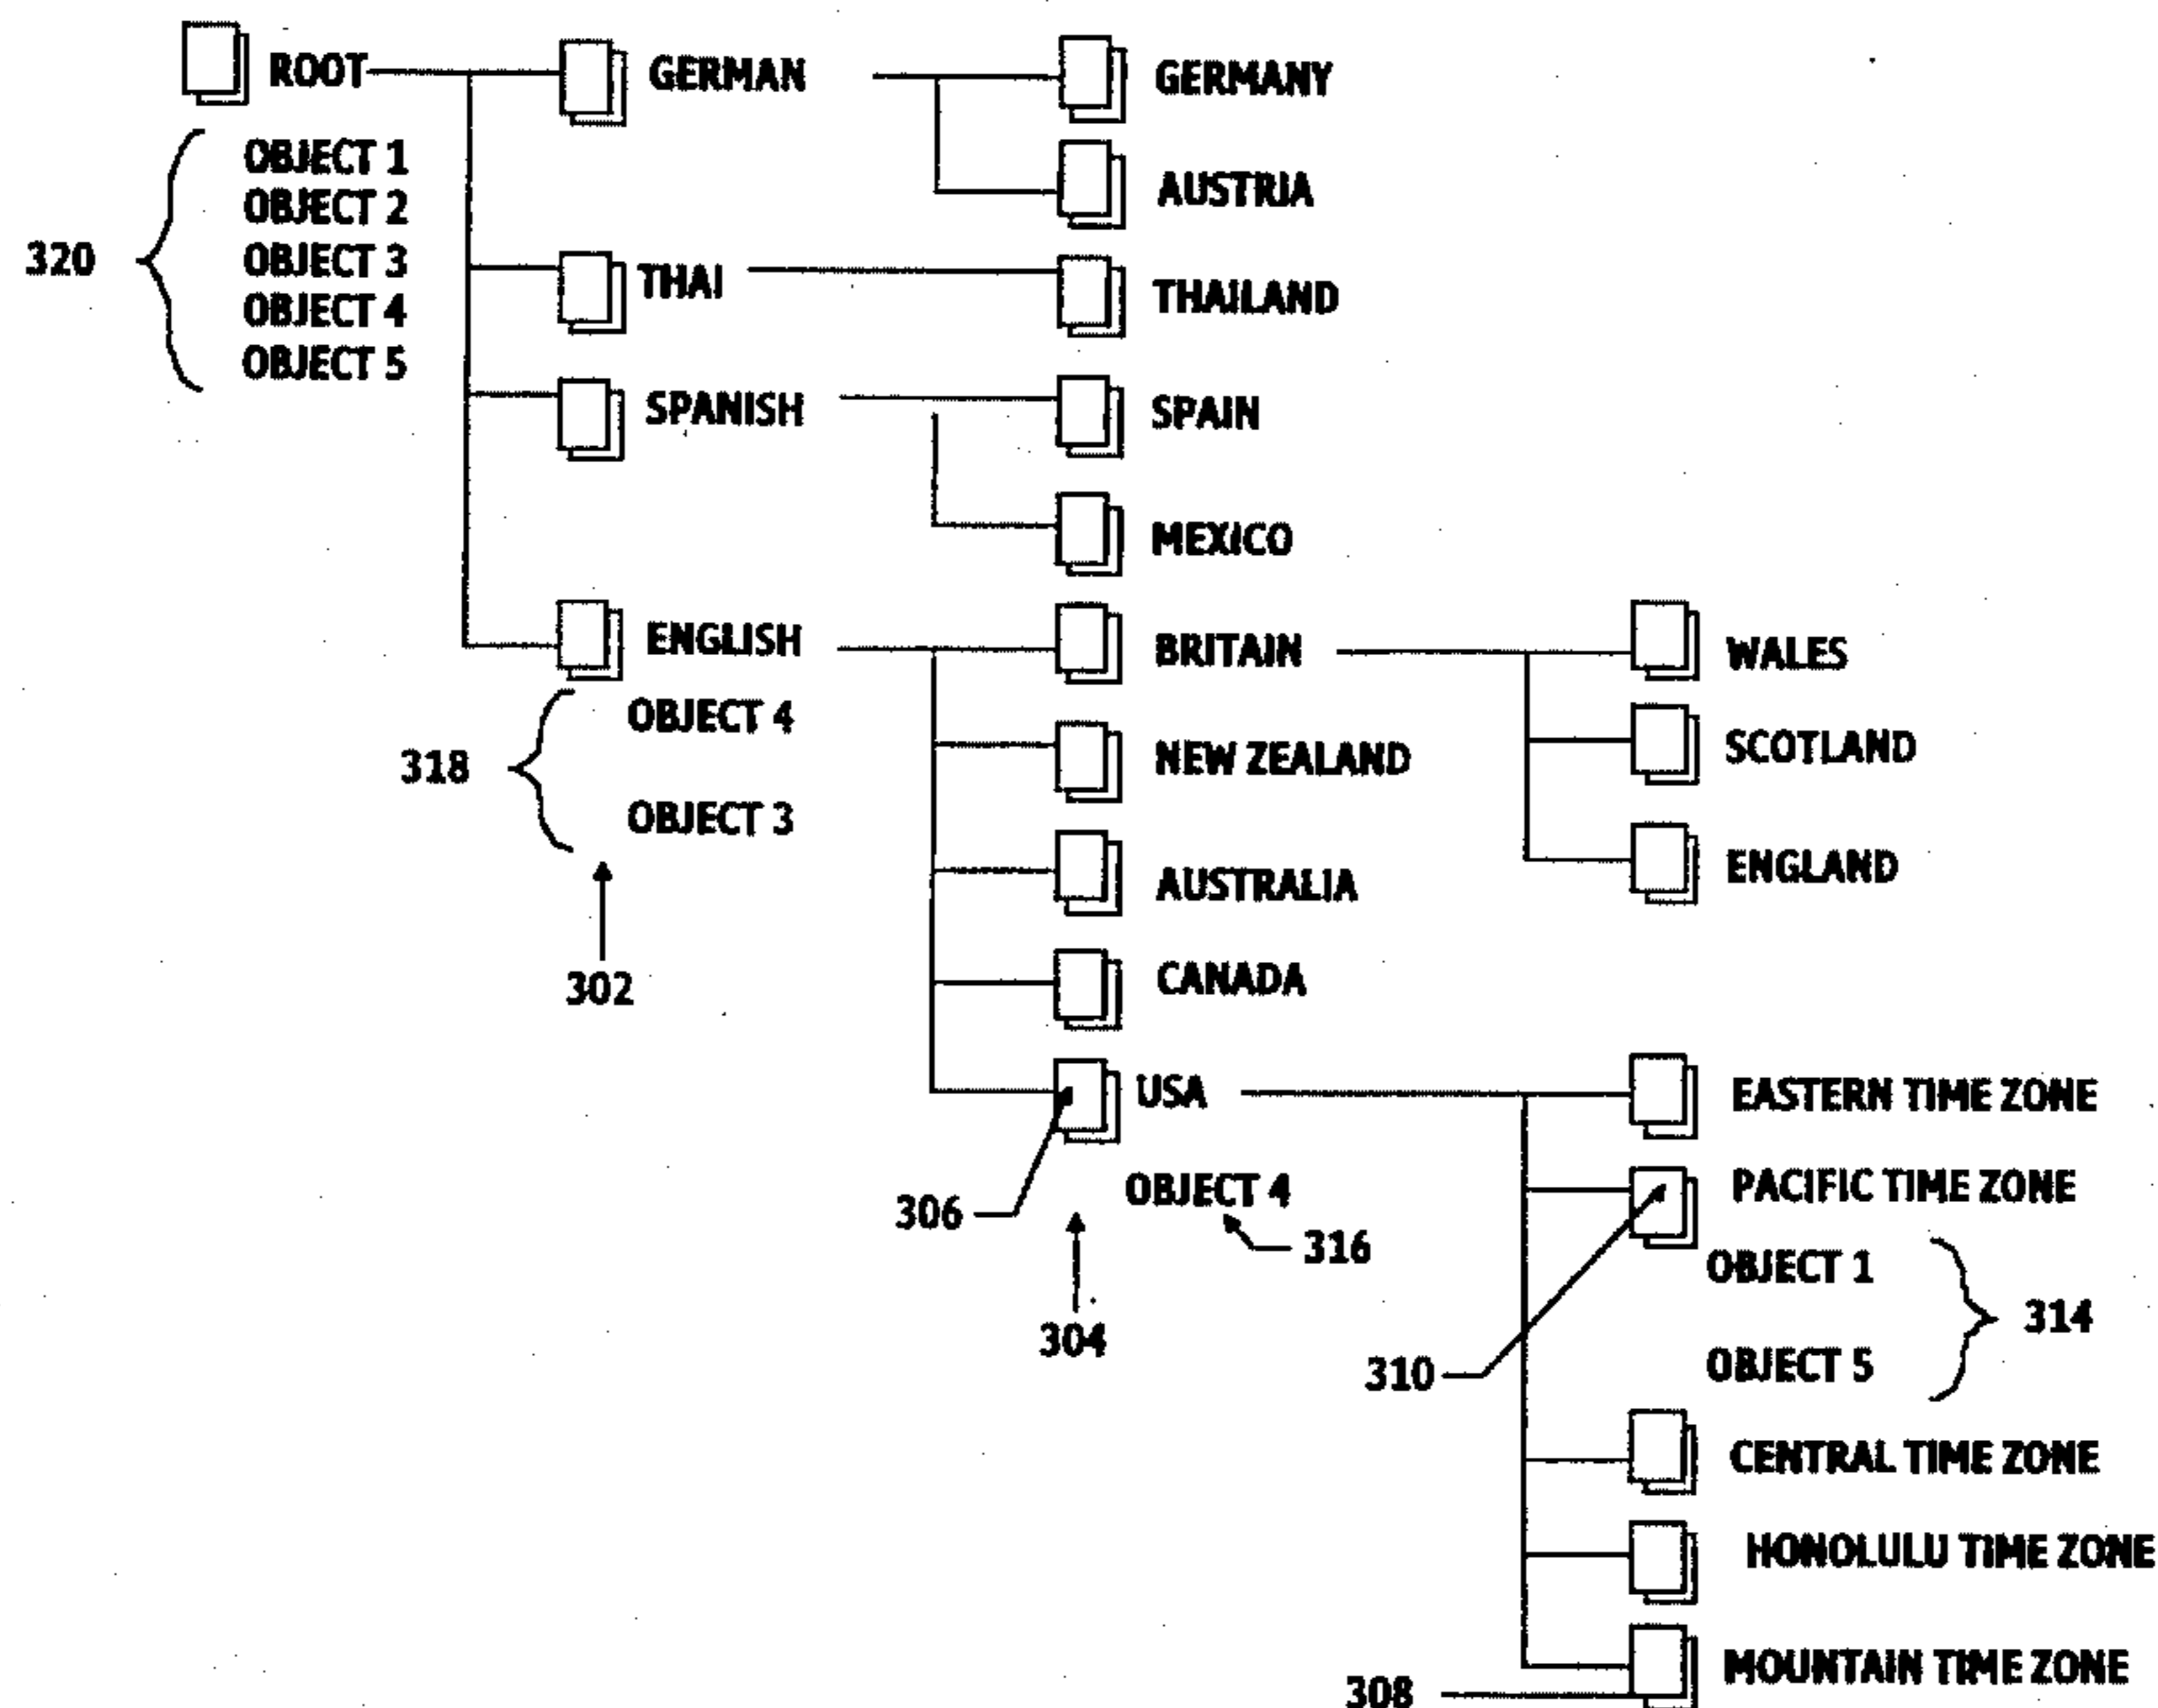 ROOT
GERMAN
GERMANY
OBJECT 1
OBJECT 2
OBJECT 3
OBJECT 4
OBJECT 5
320
AUSTRIA
THAI
THAILAND
SPANISH
SPAIN
MEXICO
ENGLISH
BRITAIN
WALES
OBJECT 4
OBJECT 3
318
302
NEW ZEALAND
SCOTLAND
AUSTRALIA
ENGLAND
CANADA
USA
EASTERN TIME ZONE
306
OBJECT 4
316
304
PACIFIC TIME ZONE
OBJECT 1
OBJECT 5
314
310
CENTRAL TIME ZONE
HONOLULU TIME ZONE
MOUNTAIN TIME ZONE
308